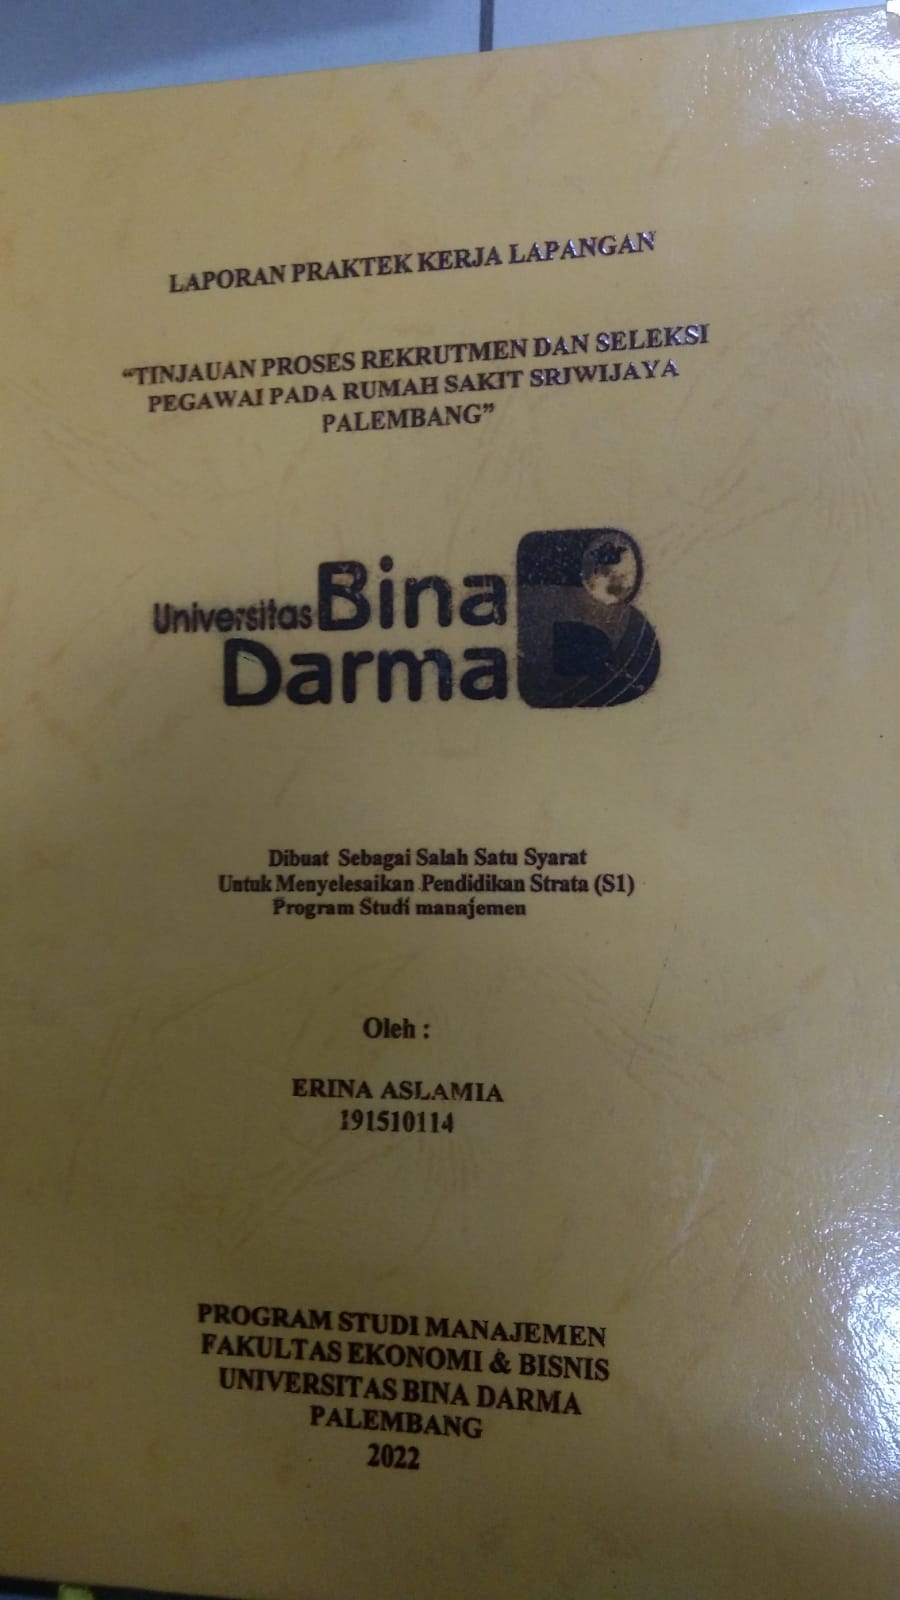 LAPORAN PRAKTEK KERJA LAPANGAN
“TINJAUAN PROSES REKRUTMEN DAN SELEKSI
PEGAWAI PADA RUMAH SAKIT SRIWIJAYA
PALEMBANG”
Universitas Bina
Darma
Dibuat Sebagai Salah Satu Syarat
Untuk Menyelesaikan Pendidikan Strata (S1)
Program Studi manajemen
Oleh :
ERINA ASLAMIA
191510114
PROGRAM STUDI MANAJEMEN
FAKULTAS EKONOMI & BISNIS
UNIVERSITAS BINA DARMA
PALEMBANG
2022